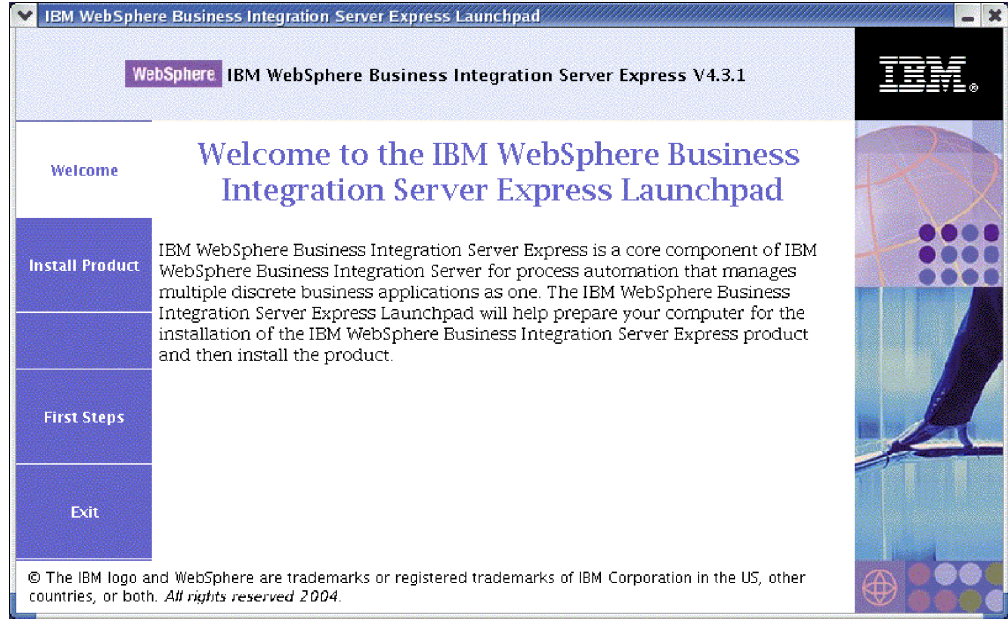 IBM WebSphere Business Integration Server Express Launchpad
WebSphere. IBM WebSphere Business Integration Server Express V4.3.1
IBM®
Welcome
Welcome to the IBM WebSphere Business
Integration Server Express Launchpad
Install Product
IBM WebSphere Business Integration Server Express is a core component of IBM
WebSphere Business Integration Server for process automation that manages
multiple discrete business applications as one. The IBM WebSphere Business
Integration Server Express Launchpad will help prepare your computer for the
installation of the IBM WebSphere Business Integration Server Express product
and then install the product.
First Steps
Exit
© The IBM logo and WebSphere are trademarks or registered trademarks of IBM Corporation in the US, other
countries, or both. All rights reserved 2004.